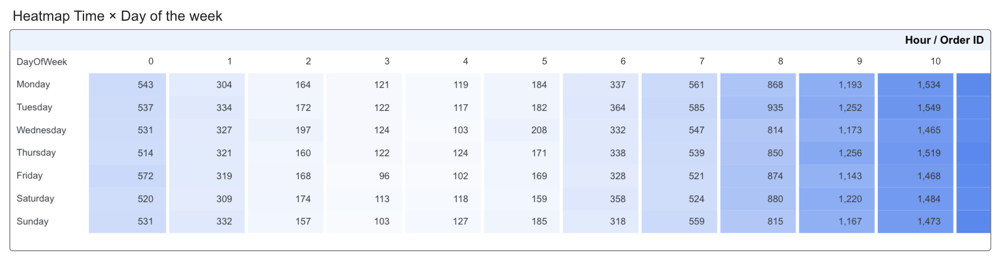 Heatmap Time × Day of the week
Hour / Order ID
DayOfWeek 0 1 2 3 4 5 6 7 8 9 10
Monday 543 304 164 121 119 184 337 561 868 1,193 1,534
Tuesday 537 334 172 122 117 182 364 585 935 1,252 1,549
Wednesday 531 327 197 124 103 208 332 547 814 1,173 1,465
Thursday 514 321 160 122 124 171 338 539 850 1,256 1,519
Friday 572 319 168 96 102 169 328 521 874 1,143 1,468
Saturday 520 309 174 113 118 159 358 524 880 1,220 1,484
Sunday 531 332 157 103 127 185 318 559 815 1,167 1,473